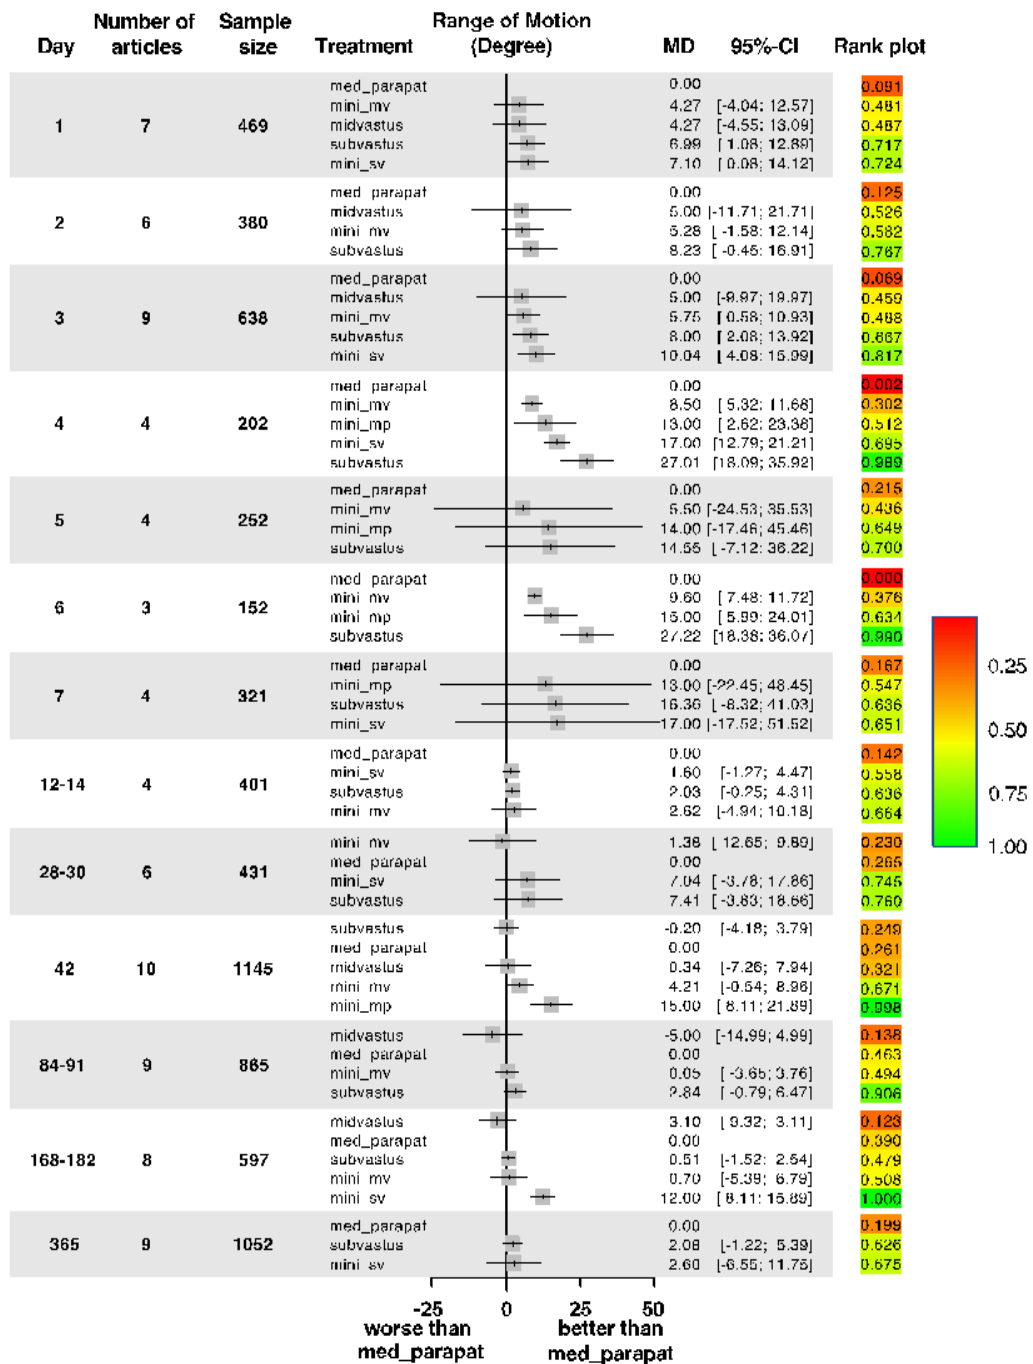 Day Number of articles Sample size Treatment Range of Motion (Degree) MD 95%-CI Rank plot
med_parapat 0.00 0.091
mini_mv 4.27 [-4.04; 12.57] 0.481
1 7 469 midvastus 4.27 [-4.55; 13.09] 0.487
subvastus 6.99 [ 1.08; 12.89] 0.717
mini_sv 7.10 [ 0.08; 14.12] 0.724
med_parapat 0.00 0.125
2 6 380 midvastus 5.00 [-11.71; 21.71] 0.526
mini_mv 5.28 [ -1.58; 12.14] 0.582
subvastus 8.23 [ -0.45; 16.91] 0.767
med_parapat 0.00 0.069
midvastus 5.00 [-9.97; 19.97] 0.459
3 9 638 mini_mv 5.75 [ 0.58; 10.93] 0.488
subvastus 8.00 [ 2.08; 13.92] 0.667
mini_sv 10.04 [ 4.08; 15.99] 0.817
med_parapat 0.00 0.002
mini_mv 8.50 [ 5.32; 11.68] 0.302
4 4 202 mini_mp 13.00 [ 2.62; 23.38] 0.512
mini_sv 17.00 [12.79; 21.21] 0.695
subvastus 27.01 [18.09; 35.92] 0.989
med_parapat 0.00 0.215
mini_mv 5.50 [-24.53; 35.53] 0.436
5 4 252 mini_mp 14.00 [-17.46; 45.46] 0.649
subvastus 14.55 [ -7.12; 36.22] 0.700
med_parapat 0.00 0.000
6 3 152 mini_mv 9.60 [ 7.48; 11.72] 0.376
mini_mp 15.00 [ 5.99; 24.01] 0.634
subvastus 27.22 [18.38; 36.07] 0.990
med_parapat 0.00 0.167
7 4 321 mini_mp 13.00 [-22.45; 48.45] 0.547
subvastus 16.36 [ -8.32; 41.03] 0.636
mini_sv 17.00 [-17.52; 51.52] 0.651
med_parapat 0.00 0.142
12-14 4 401 mini_sv 1.60 [-1.27; 4.47] 0.558
subvastus 2.03 [-0.25; 4.31] 0.636
mini_mv 2.62 [-4.94; 10.18] 0.664
mini_mv 1.38 [ 12.65; 9.89] 0.230
28-30 6 431 med_parapat 0.00 0.265
mini_sv 7.04 [ -3.78; 17.86] 0.745
subvastus 7.41 [ -3.83; 18.66] 0.760
subvastus -0.20 [-4.18; 3.79] 0.249
med_parapat 0.00 0.261
42 10 1145 midvastus 0.34 [-7.26; 7.94] 0.321
mini_mv 4.21 [-0.54; 8.96] 0.671
mini_mp 15.00 [ 8.11; 21.89] 0.998
midvastus -5.00 [-14.99; 4.99] 0.138
84-91 9 865 med_parapat 0.00 0.463
mini_mv 0.05 [ -3.65; 3.76] 0.494
subvastus 2.84 [ -0.79; 6.47] 0.906
midvastus 3.10 [ 9.32; 3.11] 0.123
med_parapat 0.00 0.390
168-182 8 597 subvastus 0.51 [-1.52; 2.54] 0.479
mini_mv 0.70 [-5.39; 6.79] 0.508
mini_sv 12.00 [ 8.11; 15.89] 1.000
med_parapat 0.00 0.199
365 9 1052 subvastus 2.08 [-1.22; 5.39] 0.626
mini_sv 2.60 [-6.55; 11.75] 0.675
-25 0 25 50
worse than med_parapat
better than med_parapat
0.25
0.50
0.75
1.00